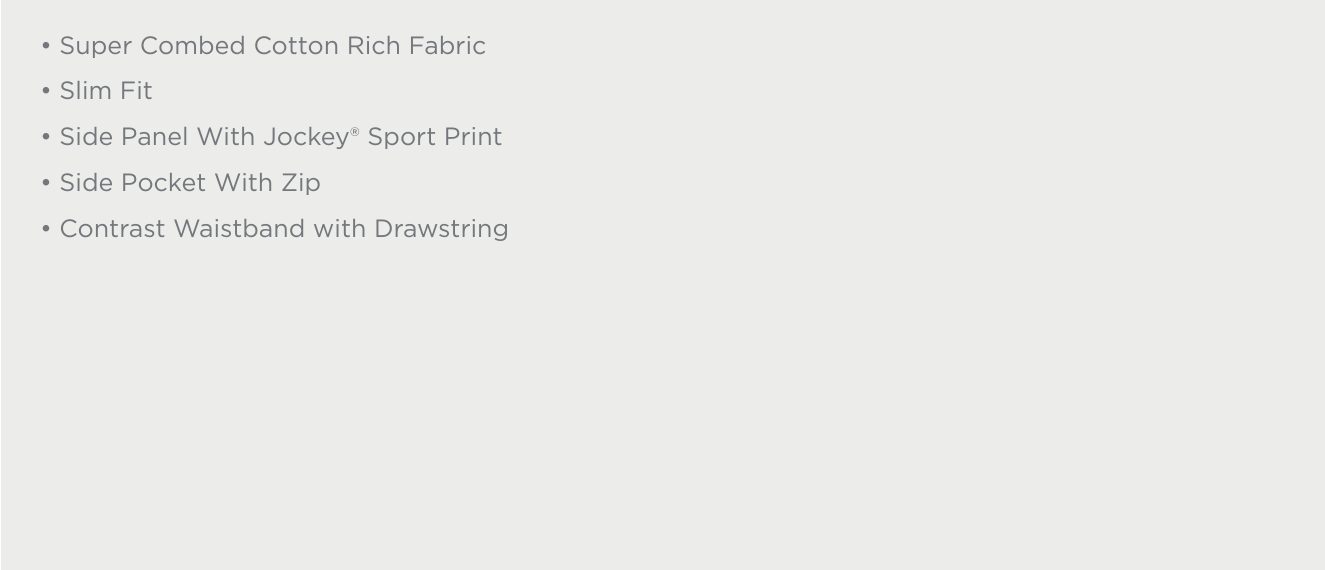 • Super Combed Cotton Rich Fabric
• Slim Fit
• Side Panel With Jockey® Sport Print
• Side Pocket With Zip
• Contrast Waistband with Drawstring